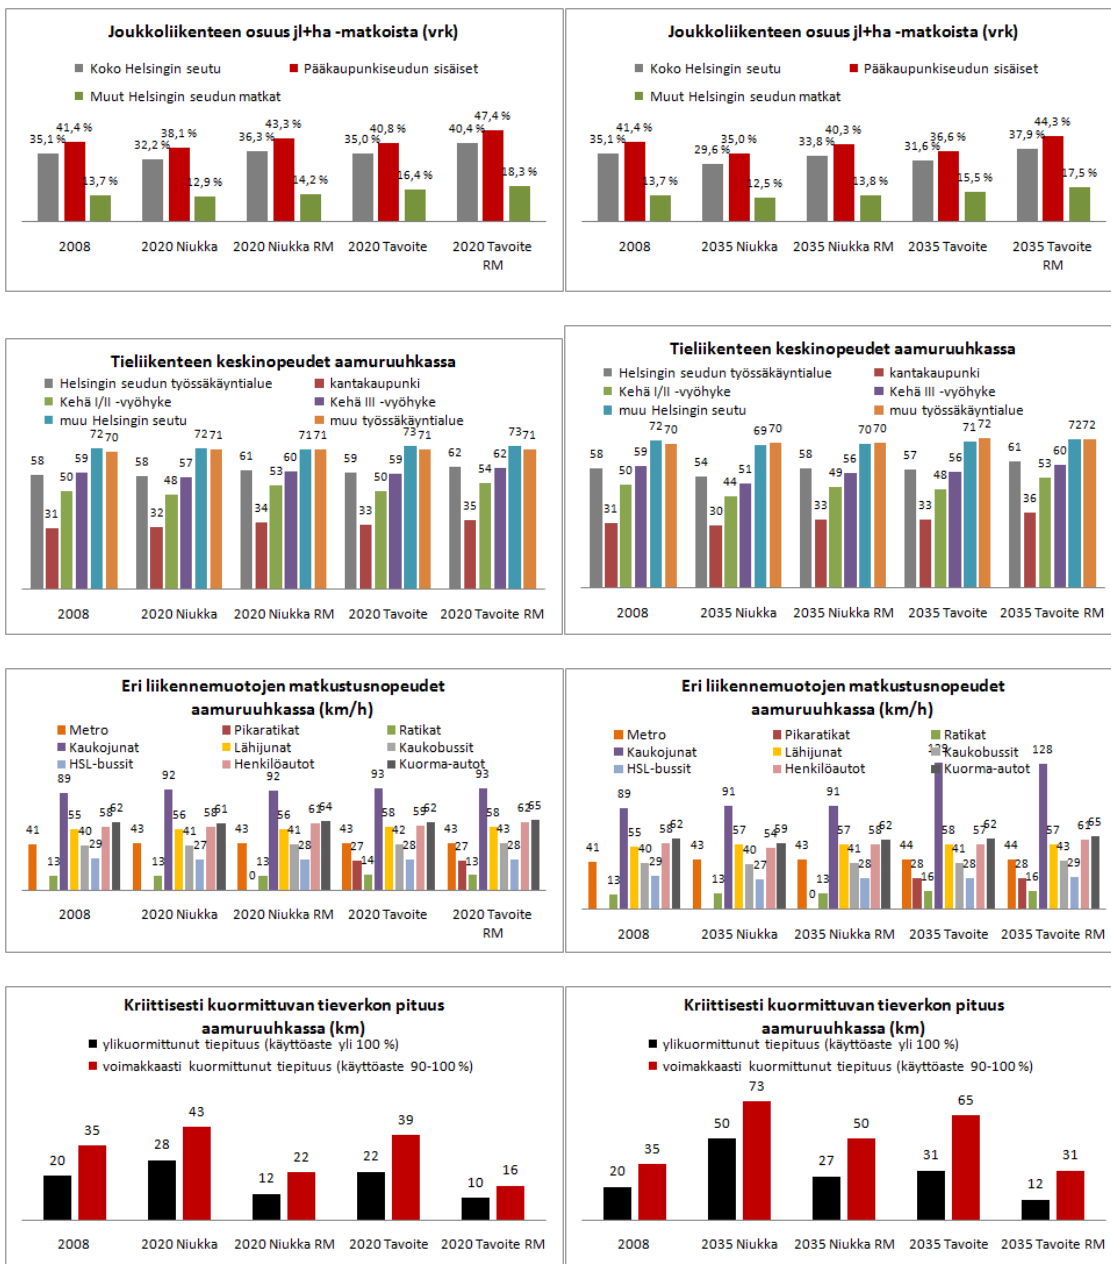 Joukkoliikenteen osuus jl+ha -matkoista (vrk)
Koko Helsingin seutu Pääkaupunkiseudun sisäiset
Muut Helsingin seudun matkat
35,1 % 41,4 % 13,7 % 32,2 % 38,1 % 12,9 % 36,3 % 43,3 % 14,2 % 35,0 % 40,8 % 16,4 % 40,4 % 47,4 % 18,3 %
2008 2020 Niukka 2020 Niukka RM 2020 Tavoite 2020 Tavoite
RM
Joukkoliikenteen osuus jl+ha -matkoista (vrk)
Koko Helsingin seutu Pääkaupunkiseudun sisäiset
Muut Helsingin seudun matkat
35,1 % 41,4 % 13,7 % 29,6 % 35,0 % 12,5 % 33,8 % 40,3 % 13,8 % 31,6 % 36,6 % 15,5 % 37,9 % 44,3 % 17,5 %
2008 2035 Niukka 2035 Niukka RM 2035 Tavoite 2035 Tavoite
RM
Tieliikenteen keskinopeudet aamuruuhkassa
Helsingin seudun työssäkäyntialue kantakaupunki
Kehä I/II -vyöhyke Kehä III -vyöhyke
muu Helsingin seutu muu työssäkäyntialue
58 31 50 59 72 70 58 32 48 57 72 71 61 34 53 60 71 71 59 33 50 59 73 71 62 35 54 62 73 71
2008 2020 Niukka 2020 Niukka RM 2020 Tavoite 2020 Tavoite RM
Tieliikenteen keskinopeudet aamuruuhkassa
Helsingin seudun työssäkäyntialue kantakaupunki
Kehä I/II -vyöhyke Kehä III -vyöhyke
muu Helsingin seutu muu työssäkäyntialue
58 31 50 59 72 70 54 30 44 51 69 70 58 33 49 56 70 70 57 33 48 56 71 72 61 36 53 60 72 72
2008 2035 Niukka 2035 Niukka RM 2035 Tavoite 2035 Tavoite RM
Eri liikennemuotojen matkustusnopeudet
aamuruuhkassa (km/h)
Metro Pikaratikat Ratikat
Kaukojunat Lähijunat Kaukobussit
HSL-bussit Henkilöautot Kuorma-autot
41 13 89 55 40 29 58 62 43 13 92 56 41 27 58 61 43 0 13 92 56 41 28 61 64 43 27 14 93 58 42 28 59 62 43 27 13 93 58 43 28 62 65
2008 2020 Niukka 2020 Niukka RM 2020 Tavoite 2020 Tavoite
RM
Eri liikennemuotojen matkustusnopeudet
aamuruuhkassa (km/h)
Metro Pikaratikat Ratikat
Kaukojunat Lähijunat Kaukobussit
HSL-bussit Henkilöautot Kuorma-autot
41 13 89 55 40 29 58 62 43 13 91 57 40 27 54 59 43 0 13 91 57 41 28 58 62 44 28 16 129 58 41 28 57 62 44 28 16 128 57 43 29 61 65
2008 2035 Niukka 2035 Niukka RM 2035 Tavoite 2035 Tavoite RM
Kriittisesti kuormittuvan tieverkon pituus
aamuruuhkassa (km)
ylikuormittunut tiepituus (käyttöaste yli 100 %)
voimakkaasti kuormittunut tiepituus (käyttöaste 90-100 %)
20 35 28 43 12 22 22 39 10 16
2008 2020 Niukka 2020 Niukka RM 2020 Tavoite 2020 Tavoite RM
Kriittisesti kuormittuvan tieverkon pituus
aamuruuhkassa (km)
ylikuormittunut tiepituus (käyttöaste yli 100 %)
voimakkaasti kuormittunut tiepituus (käyttöaste 90-100 %)
20 35 50 73 27 50 31 65 12 31
2008 2035 Niukka 2035 Niukka RM 2035 Tavoite 2035 Tavoite RM